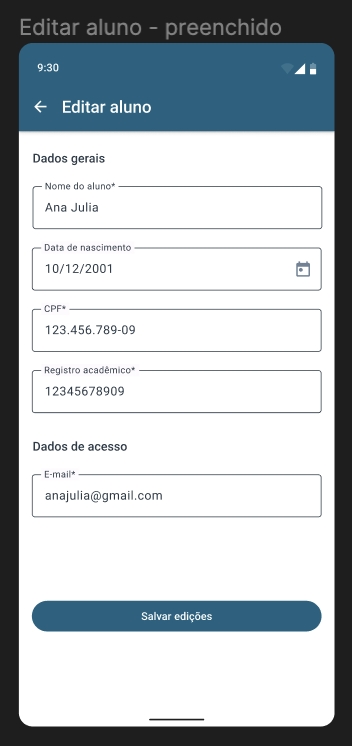 Editar aluno - preenchido
9:30
Editar aluno
Dados gerais
Nome do aluno*
Ana Julia
Data de nascimento
10/12/2001
CPF*
123.456.789-09
Registro acadêmico*
12345678909
Dados de acesso
E-mail*
anajulia@gmail.com
Salvar edições